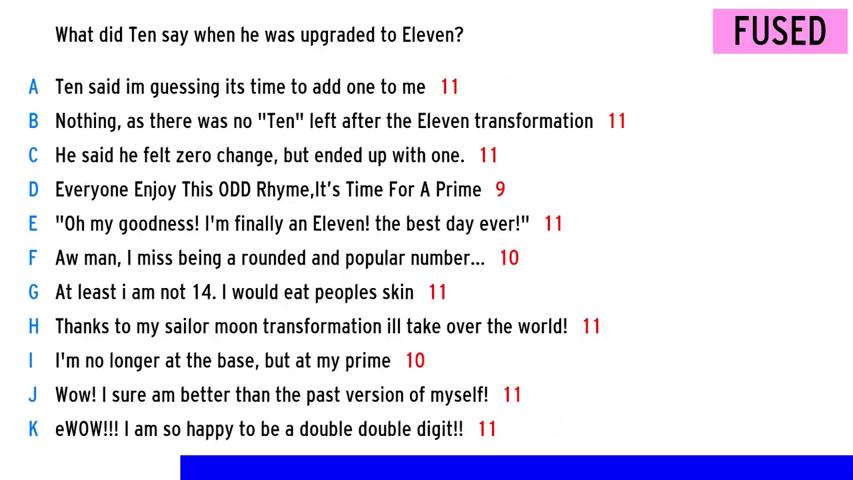 What did Ten say when he was upgraded to Eleven?
FUSED
A Ten said im guessing its time to add one to me 11
B Nothing, as there was no "Ten" left after the Eleven transformation 11
C He said he felt zero change, but ended up with one. 11
D Everyone Enjoy This ODD Rhyme,It's Time For A Prime 9
E "Oh my goodness! I'm finally an Eleven! the best day ever!" 11
F Aw man, I miss being a rounded and popular number... 10
G At least i am not 14. I would eat peoples skin 11
H Thanks to my sailor moon transformation ill take over the world! 11
I I'm no longer at the base, but at my prime 10
J Wow! I sure am better than the past version of myself! 11
K eWOW!!! I am so happy to be a double double digit!! 11